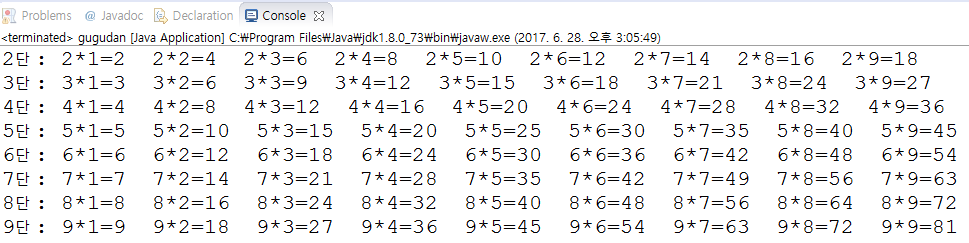 Problems @ Javadoc Declaration Console
<terminated> gugudan [Java Application] C:₩Program Files₩Java₩jdk1.8.0_73₩bin₩javaw.exe (2017. 6. 28. 오후 3:05:49)
2단 : 2*1=2 2*2=4 2*3=6 2*4=8 2*5=10 2*6=12 2*7=14 2*8=16 2*9=18
3단 : 3*1=3 3*2=6 3*3=9 3*4=12 3*5=15 3*6=18 3*7=21 3*8=24 3*9=27
4단 : 4*1=4 4*2=8 4*3=12 4*4=16 4*5=20 4*6=24 4*7=28 4*8=32 4*9=36
5단 : 5*1=5 5*2=10 5*3=15 5*4=20 5*5=25 5*6=30 5*7=35 5*8=40 5*9=45
6단 : 6*1=6 6*2=12 6*3=18 6*4=24 6*5=30 6*6=36 6*7=42 6*8=48 6*9=54
7단 : 7*1=7 7*2=14 7*3=21 7*4=28 7*5=35 7*6=42 7*7=49 7*8=56 7*9=63
8단 : 8*1=8 8*2=16 8*3=24 8*4=32 8*5=40 8*6=48 8*7=56 8*8=64 8*9=72
9단 : 9*1=9 9*2=18 9*3=27 9*4=36 9*5=45 9*6=54 9*7=63 9*8=72 9*9=81